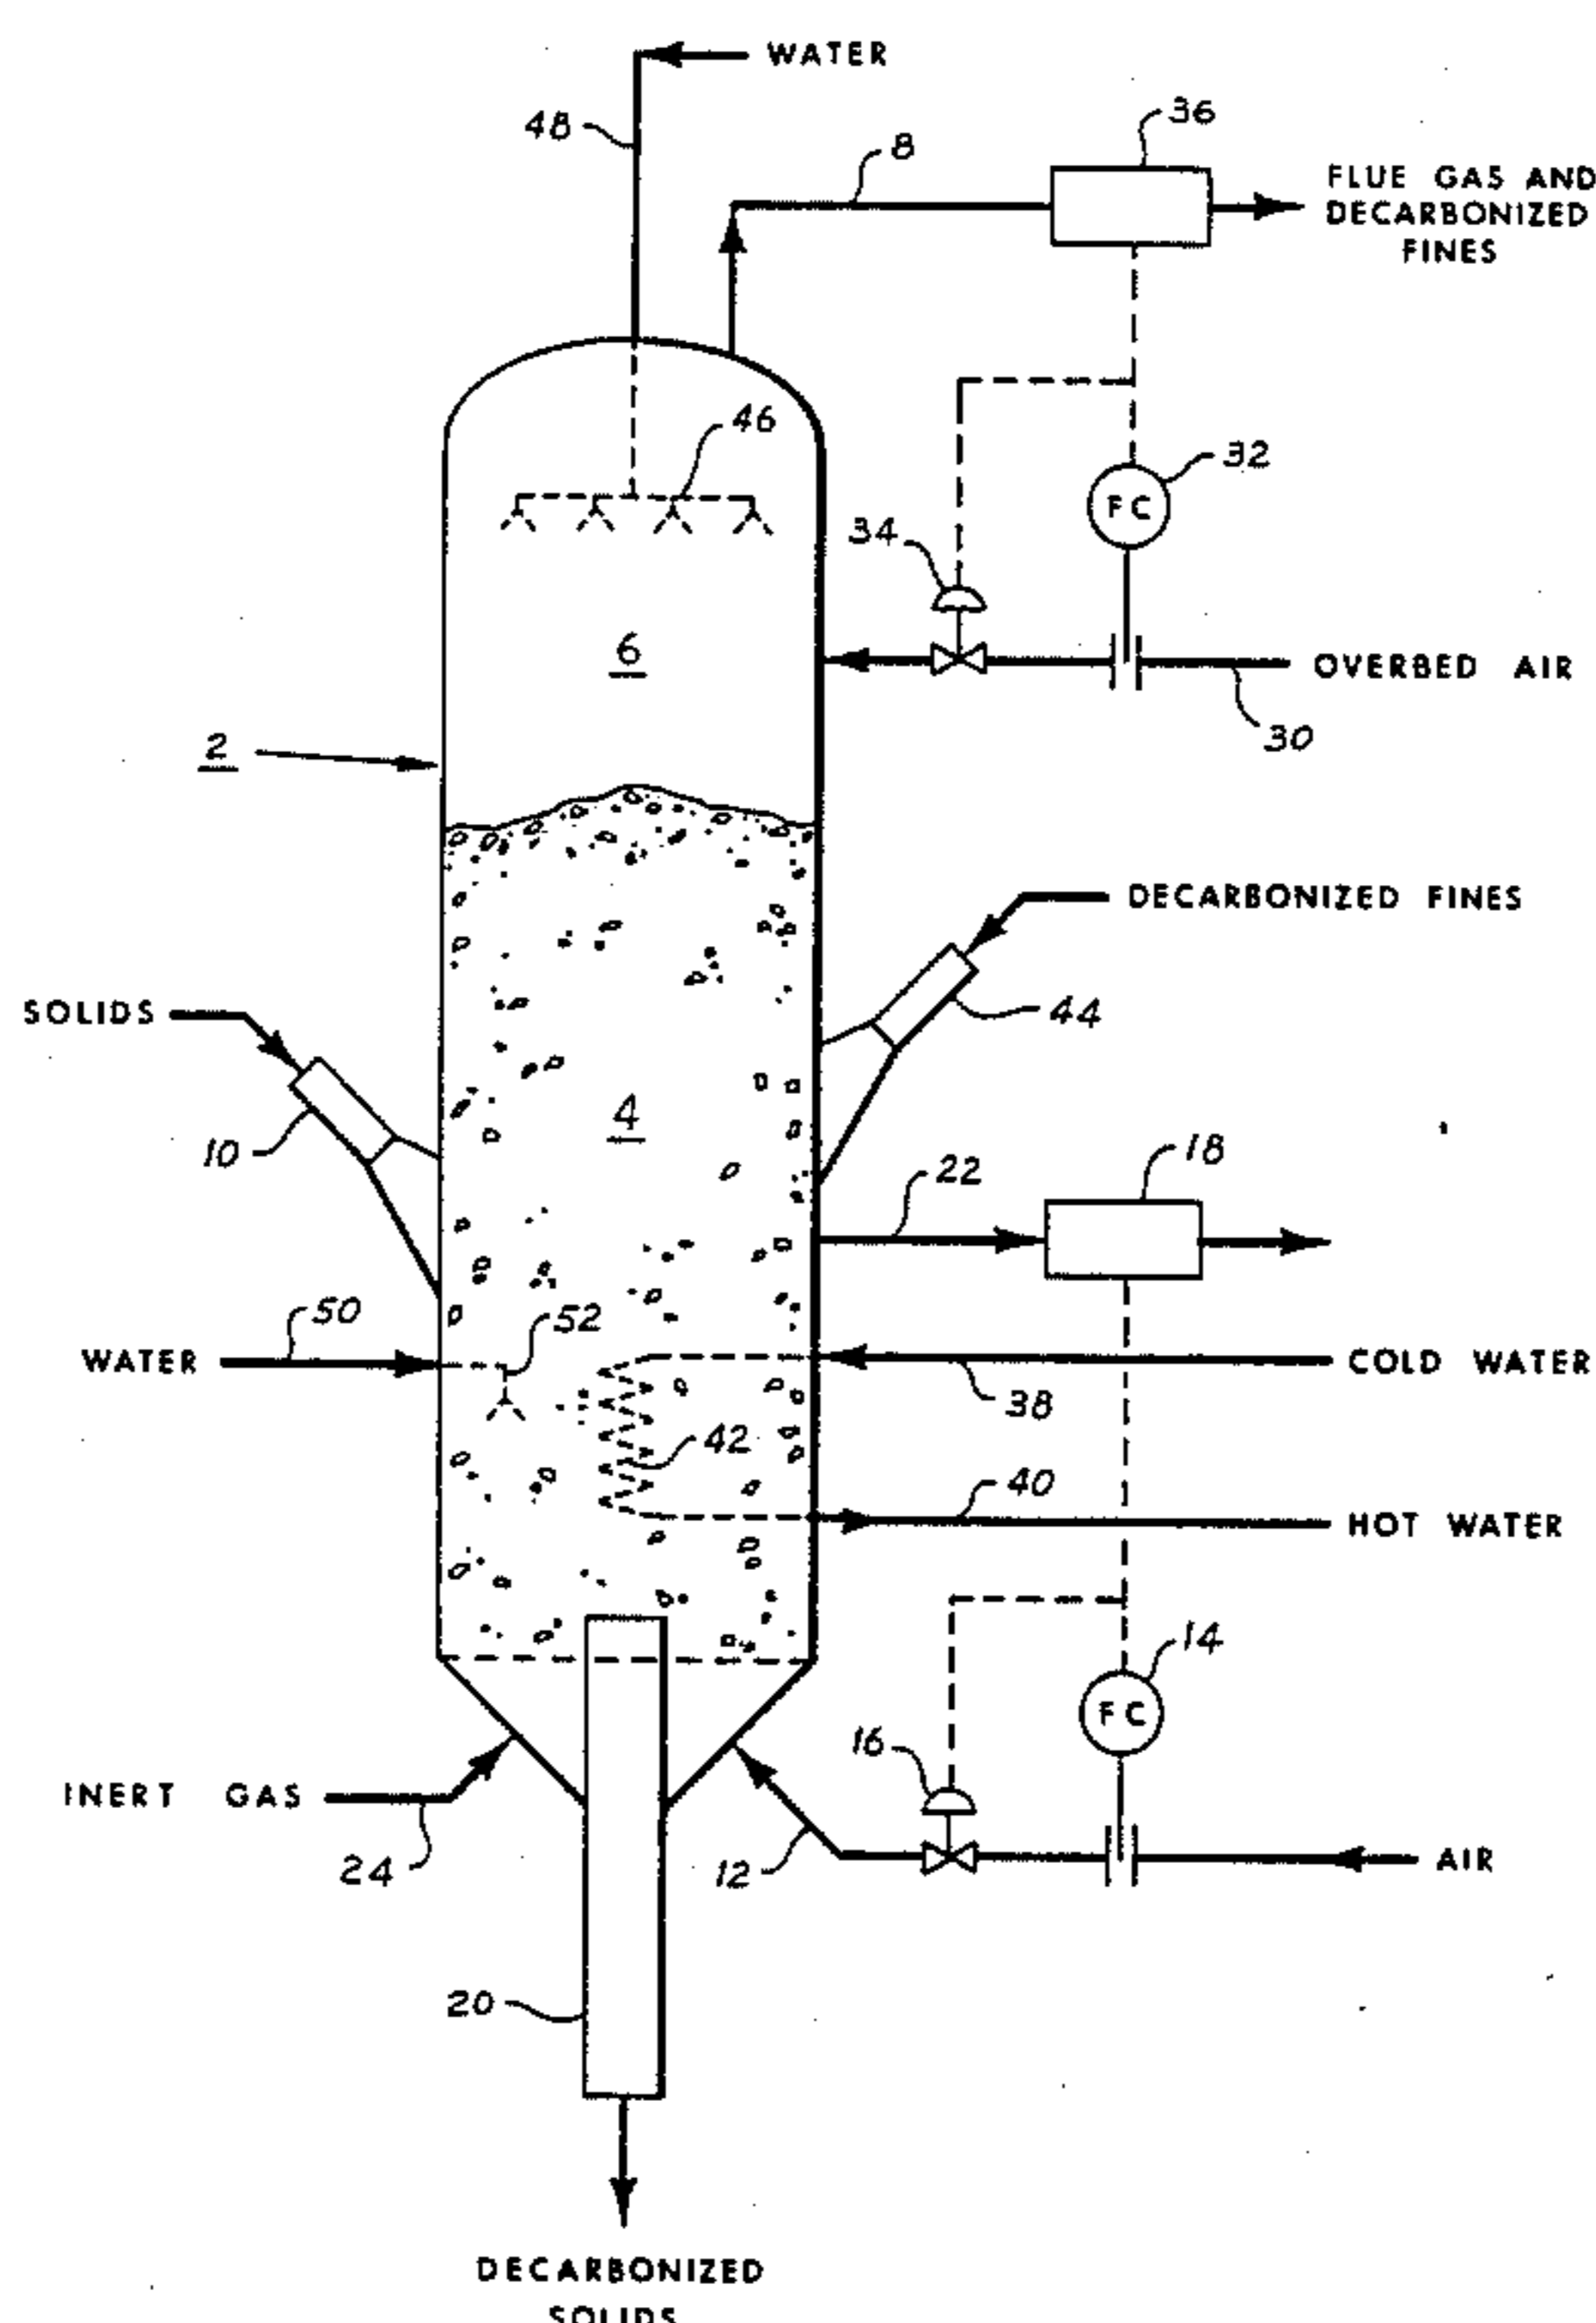 WATER
48
8
36
FLUE GAS AND
DECARBONIZED
FINES
46
32
FC
34
6
OVERBED AIR
30
2
DECARBONIZED FINES
44
SOLIDS
10
4
18
22
50
52
WATER
COLD WATER
38
42
40
HOT WATER
14
FC
16
INERT GAS
24
12
AIR
20
DECARBONIZED
SOLIDS